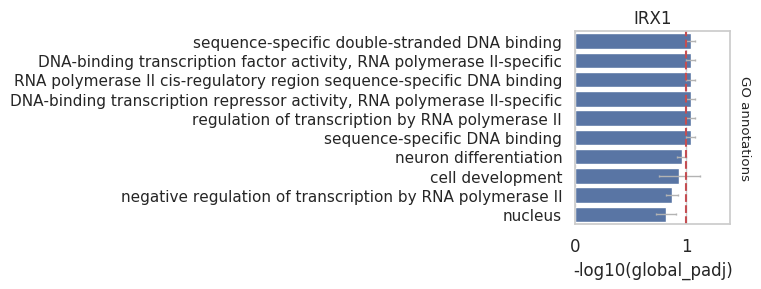 IRX1
sequence-specific double-stranded DNA binding
DNA-binding transcription factor activity, RNA polymerase II-specific
RNA polymerase II cis-regulatory region sequence-specific DNA binding
DNA-binding transcription repressor activity, RNA polymerase II-specific
regulation of transcription by RNA polymerase II
sequence-specific DNA binding
neuron differentiation
cell development
negative regulation of transcription by RNA polymerase II
nucleus
GO annotations
0 1
-log10(global_padj)